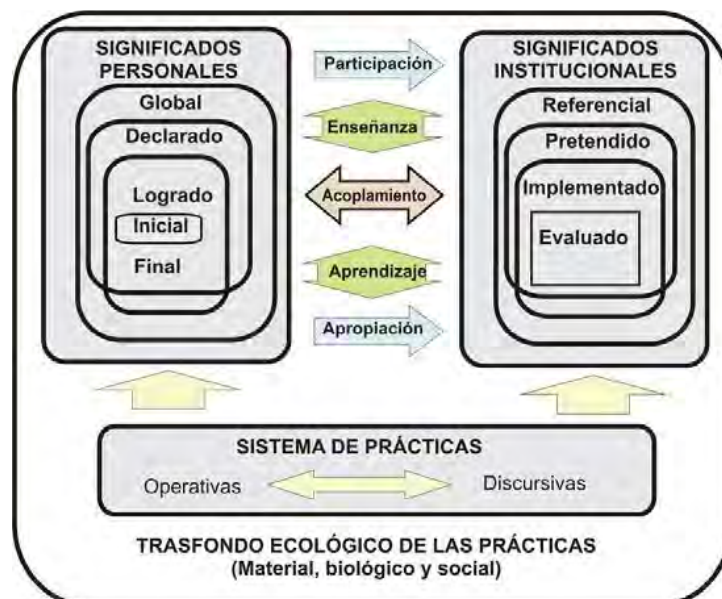 SIGNIFICADOS
PERSONALES
Global
Declarado
Logrado
Inicial
Final
Participación
Enseñanza
Acoplamiento
Aprendizaje
Apropiación
SIGNIFICADOS
INSTITUCIONALES
Referencial
Pretendido
Implementado
Evaluado
SISTEMA DE PRÁCTICAS
Operativas
Discursivas
TRASFONDO ECOLÓGICO DE LAS PRÁCTICAS
(Material, biológico y social)